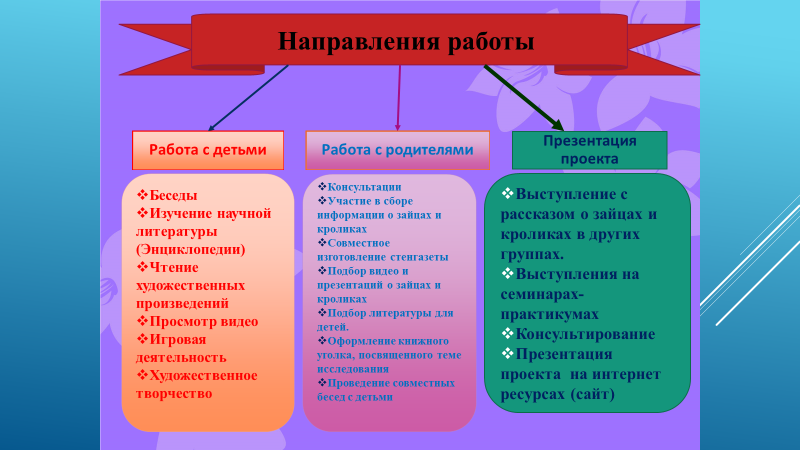 Направления работы
Работа с детьми
❖Беседы
❖Изучение научной
литературы
(Энциклопедии)
❖Чтение
художественных
произведений
❖Просмотр видео
❖Игровая
деятельность
❖Художественное
творчество
Работа с родителями
❖Консультации
❖Участие в сборе
информации о зайцах и
кроликах
❖Совместное
изготовление стенгазеты
❖Подбор видео и
презентаций о зайцах и
кроликах
❖Подбор литературы для
детей.
❖Оформление книжного
уголка, посвященного теме
исследования
❖Проведение совместных
бесед с детьми
Презентация
проекта
❖Выступление с
рассказом о зайцах и
кроликах в других
группах.
❖Выступления на
семинарах-
практикумах
❖Консультирование
❖Презентация
проекта на интернет
ресурсах (сайт)